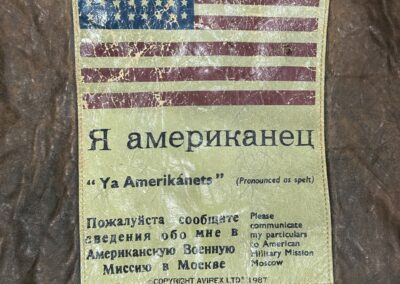 Я американец
"Ya Amerikánets" (Pronounced as spelt)
Пожалуйста сообщите
сведения обо мне в
Американскую Военную
Миссию в Москве
Please
communicate
my particulars
to American
Military Mission
Moscow
©COPYRIGHT AVIREX LTD® 1987